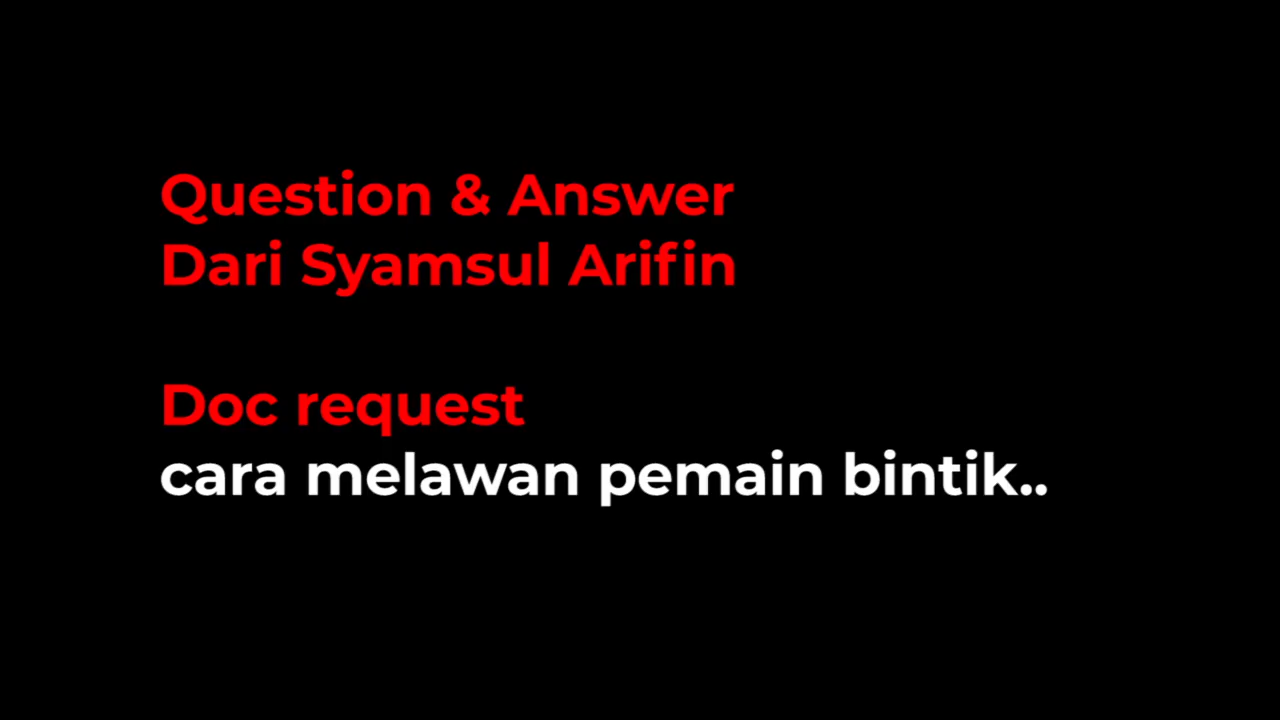 Question & Answer
Dari Syamsul Arifin
Doc request
cara melawan pemain bintik..